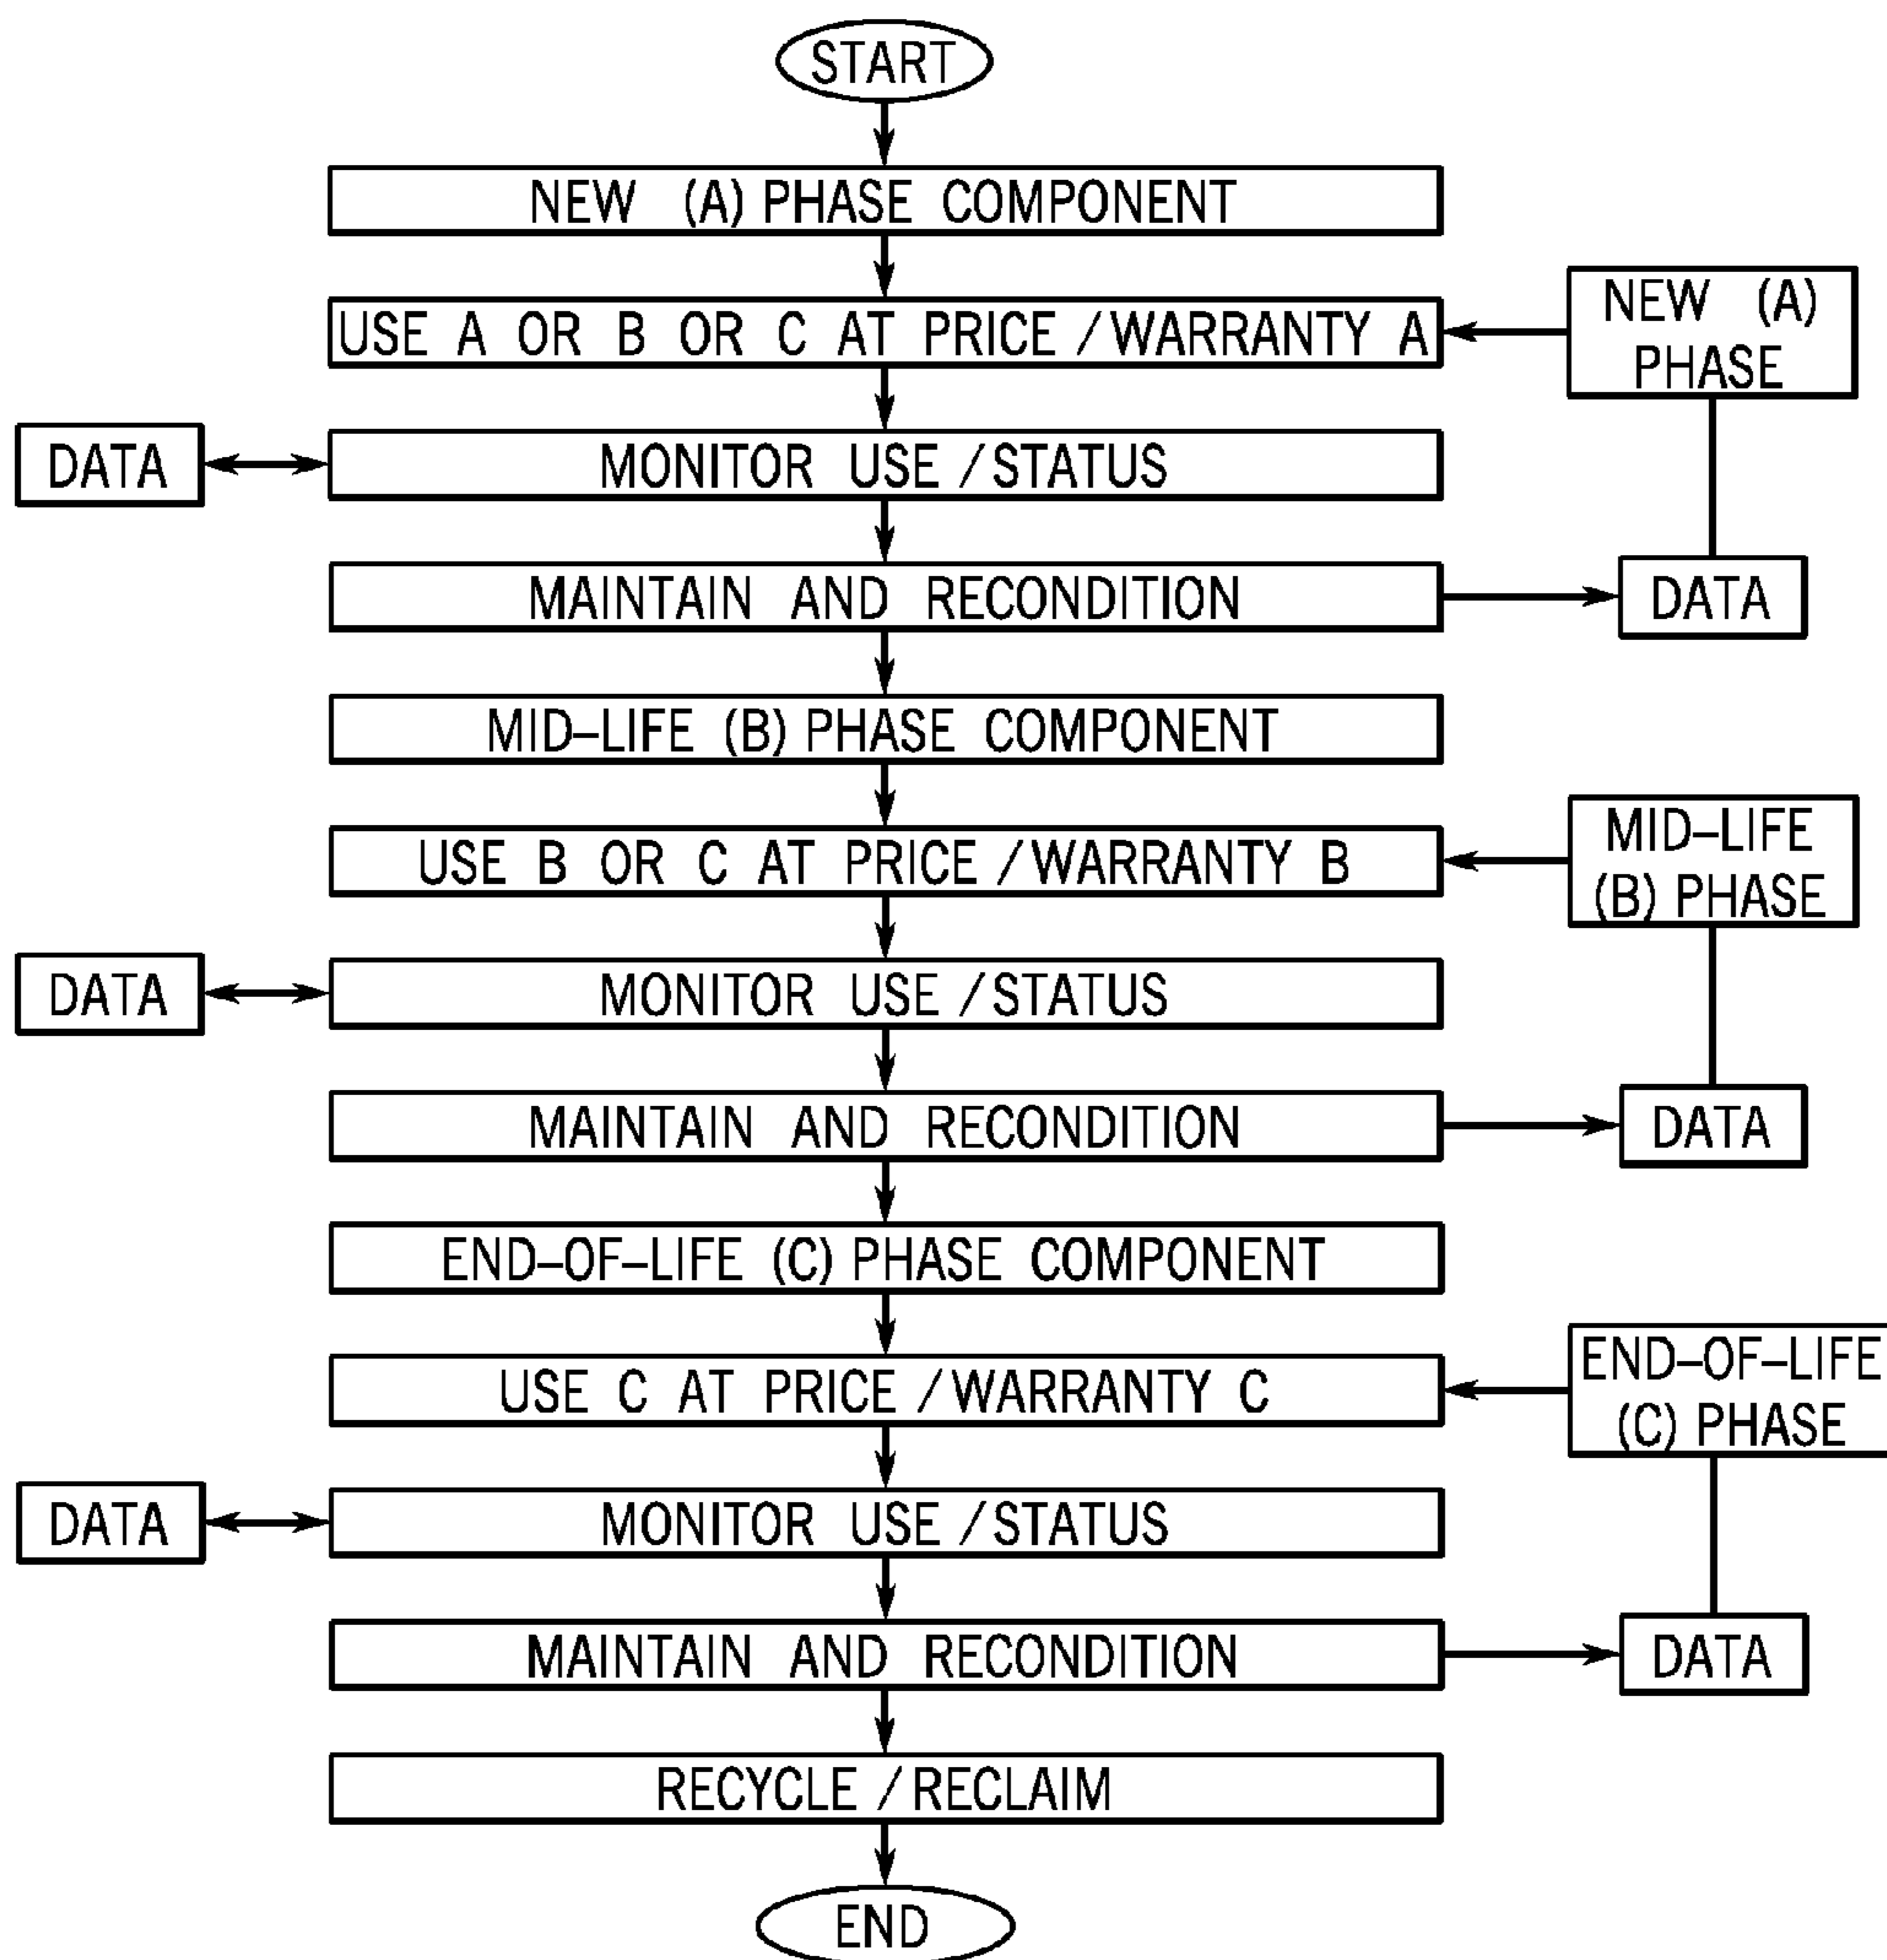 START
NEW (A) PHASE COMPONENT
USE A OR B OR C AT PRICE / WARRANTY A
NEW (A)
PHASE
DATA
MONITOR USE / STATUS
MAINTAIN AND RECONDITION
DATA
MID–LIFE (B) PHASE COMPONENT
USE B OR C AT PRICE / WARRANTY B
MID–LIFE
(B) PHASE
DATA
MONITOR USE / STATUS
MAINTAIN AND RECONDITION
DATA
END–OF–LIFE (C) PHASE COMPONENT
USE C AT PRICE / WARRANTY C
END–OF–LIFE
(C) PHASE
DATA
MONITOR USE / STATUS
MAINTAIN AND RECONDITION
DATA
RECYCLE / RECLAIM
END